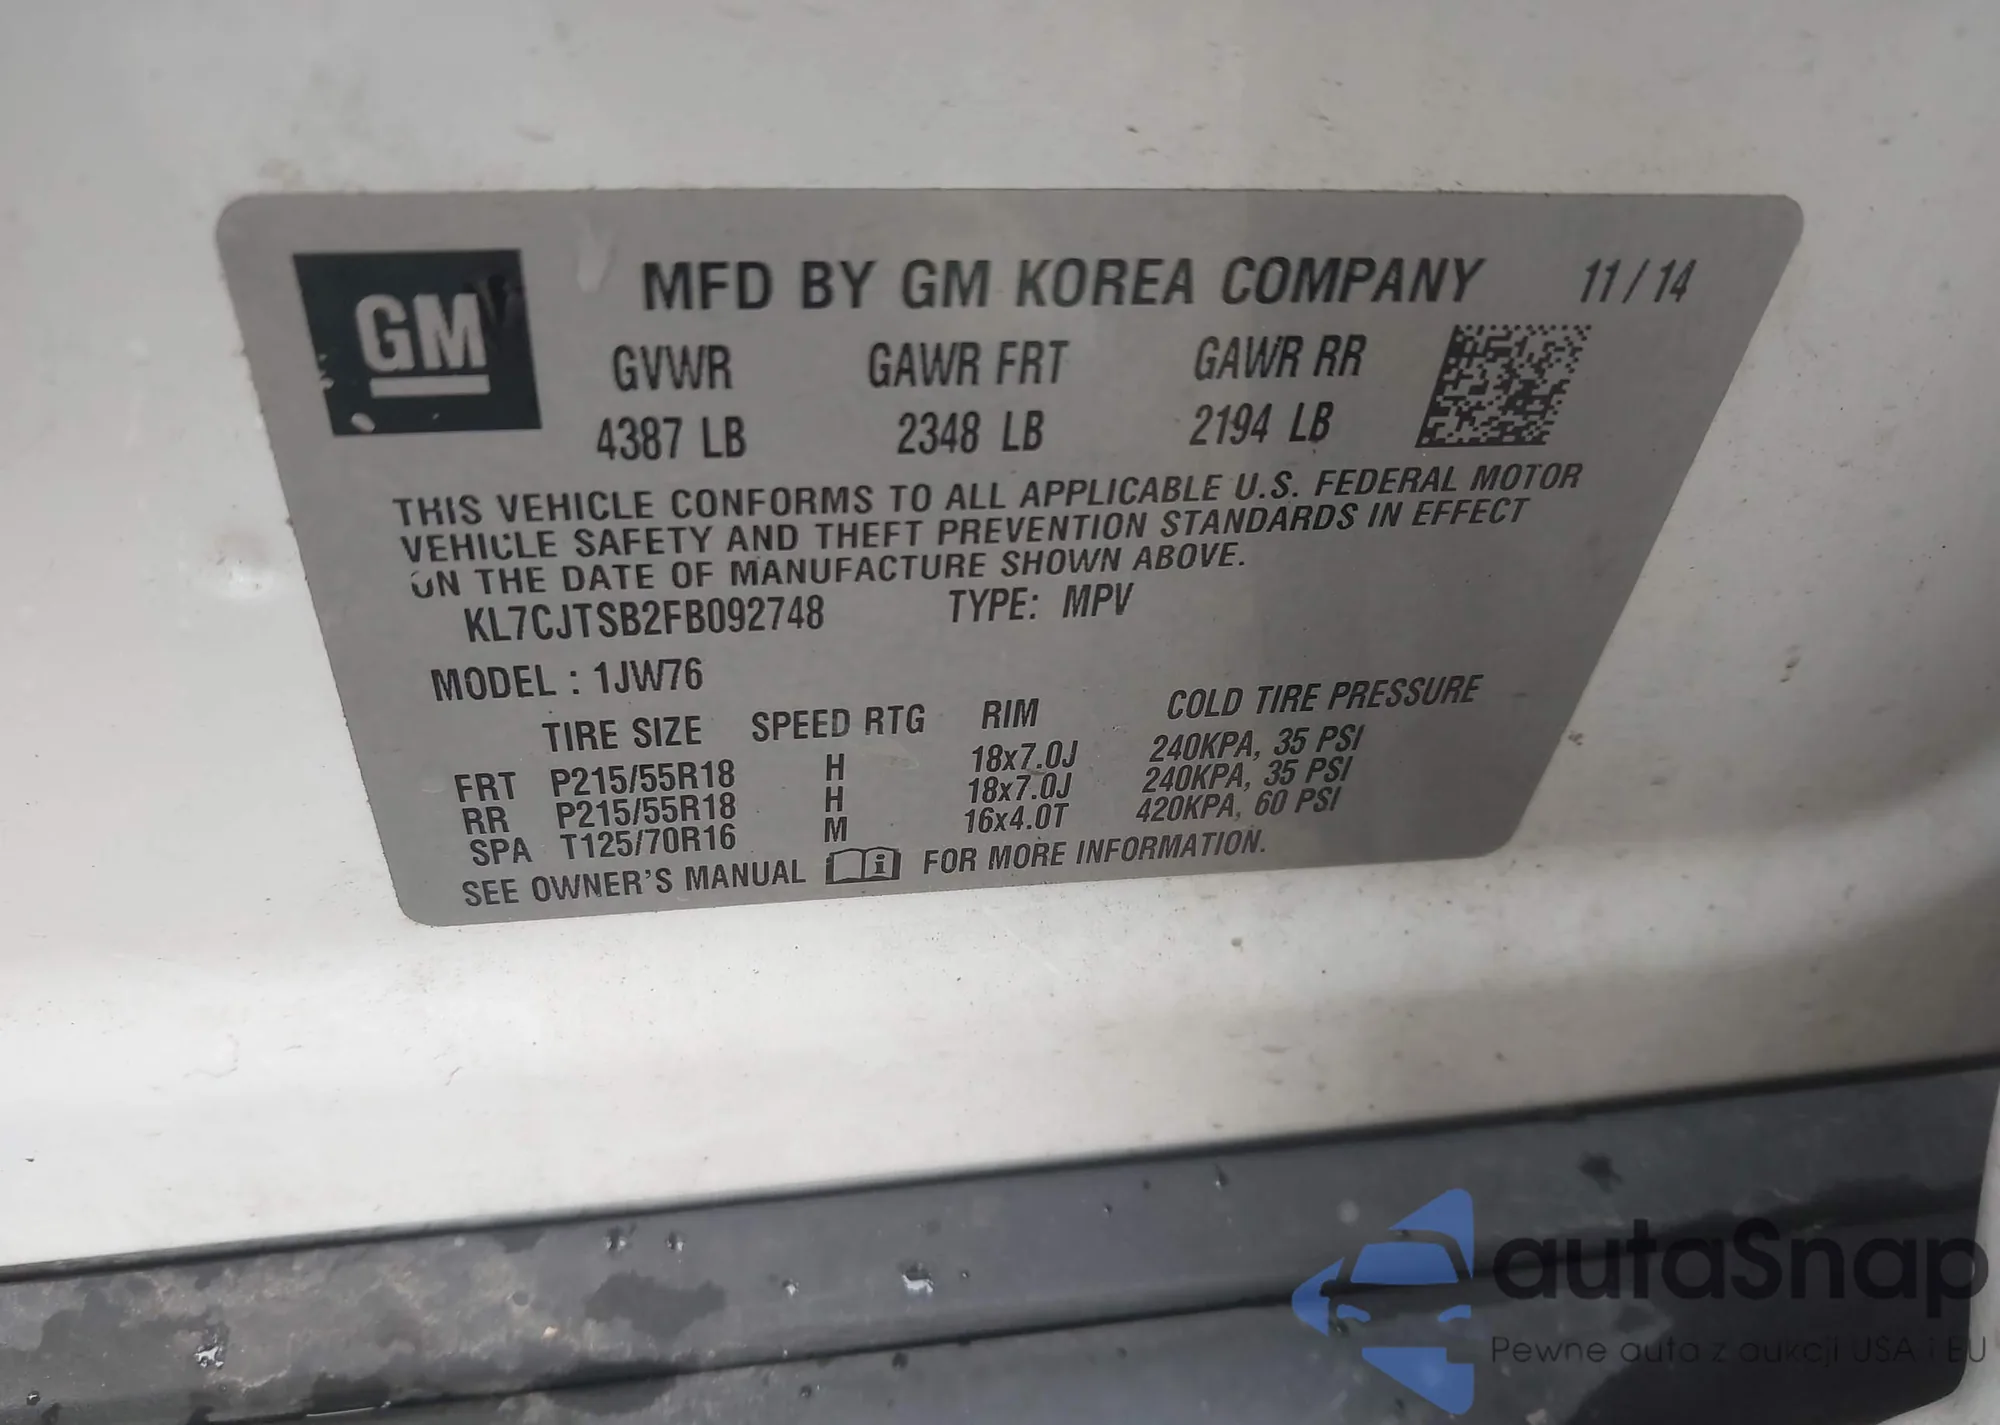 GM
MFD BY GM KOREA COMPANY 11/14
GVWR GAWR FRT GAWR RR
4387 LB 2348 LB 2194 LB
THIS VEHICLE CONFORMS TO ALL APPLICABLE U.S. FEDERAL MOTOR
VEHICLE SAFETY AND THEFT PREVENTION STANDARDS IN EFFECT
ON THE DATE OF MANUFACTURE SHOWN ABOVE.
KL7CJTSB2FB092748 TYPE: MPV
MODEL : 1JW76
TIRE SIZE SPEED RTG RIM COLD TIRE PRESSURE
FRT P215/55R18 H 18x7.0J 240KPA, 35 PSI
RR P215/55R18 H 18x7.0J 240KPA, 35 PSI
SPA T125/70R16 M 16x4.0T 420KPA, 60 PSI
SEE OWNER'S MANUAL i FOR MORE INFORMATION.
autaSnap
Pewne auta z aukcji USA i EU